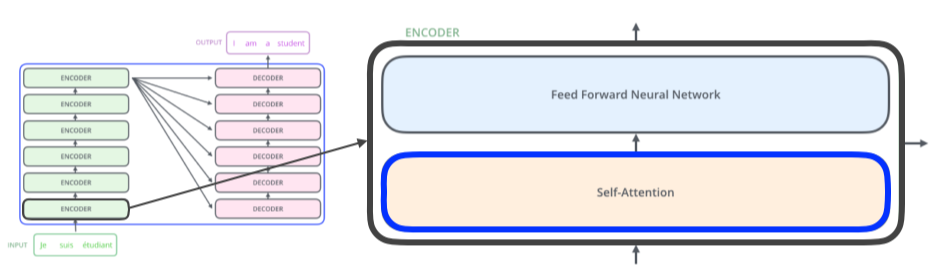 OUTPUT I am a student
ENCODER
ENCODER
ENCODER
ENCODER
ENCODER
ENCODER
DECODER
DECODER
DECODER
DECODER
DECODER
DECODER
INPUT Je suis étudiant
ENCODER
Feed Forward Neural Network
Self-Attention